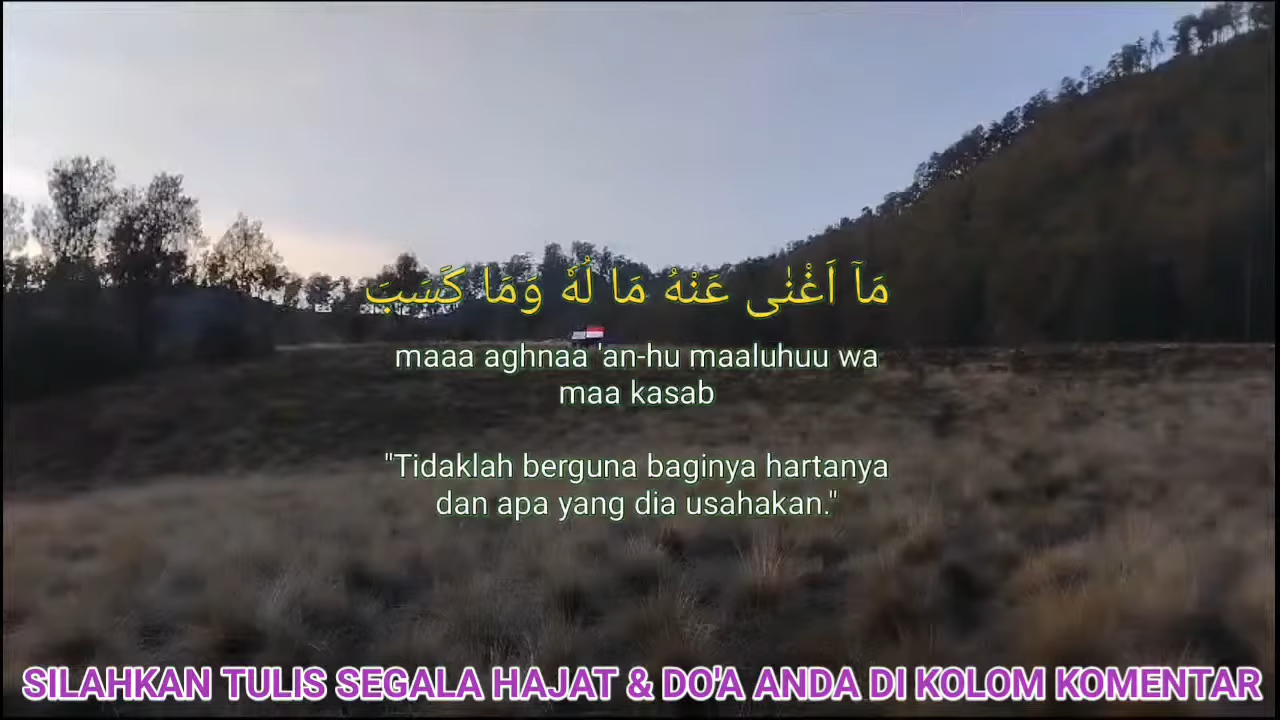 مَآ اَغْنٰى عَنْهُ مَا لُهٗ وَمَا كَسَبَ
maaa aghnaa 'an-hu maaluhuu wa
maa kasab
"Tidaklah berguna baginya hartanya
dan apa yang dia usahakan."
SILAHKAN TULIS SEGALA HAJAT & DO'A ANDA DI KOLOM KOMENTAR